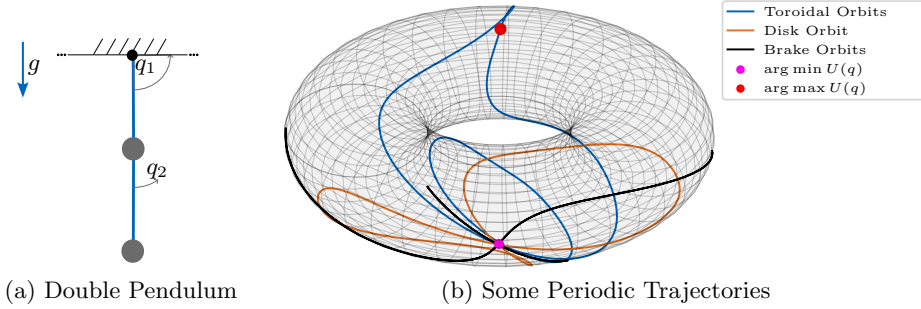 g
q₁
q₂
(a) Double Pendulum
Toroidal Orbits
Disk Orbit
Brake Orbits
arg min U(q)
arg max U(q)
(b) Some Periodic Trajectories